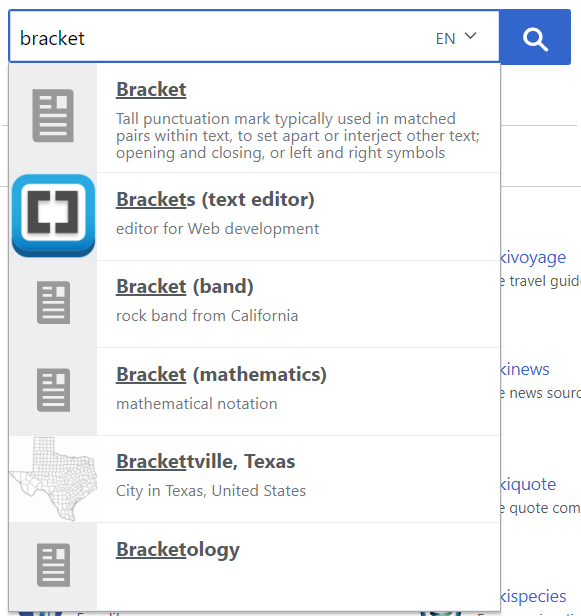 bracket
EN
Bracket
Tall punctuation mark typically used in matched
pairs within text, to set apart or interject other text;
opening and closing, or left and right symbols
Brackets (text editor)
editor for Web development
kivoyage
e travel guid
Bracket (band)
rock band from California
Bracket (mathematics)
mathematical notation
kinews
e news sourc
Brackettville, Texas
City in Texas, United States
kiquote
e quote com
Bracketology
kispecies